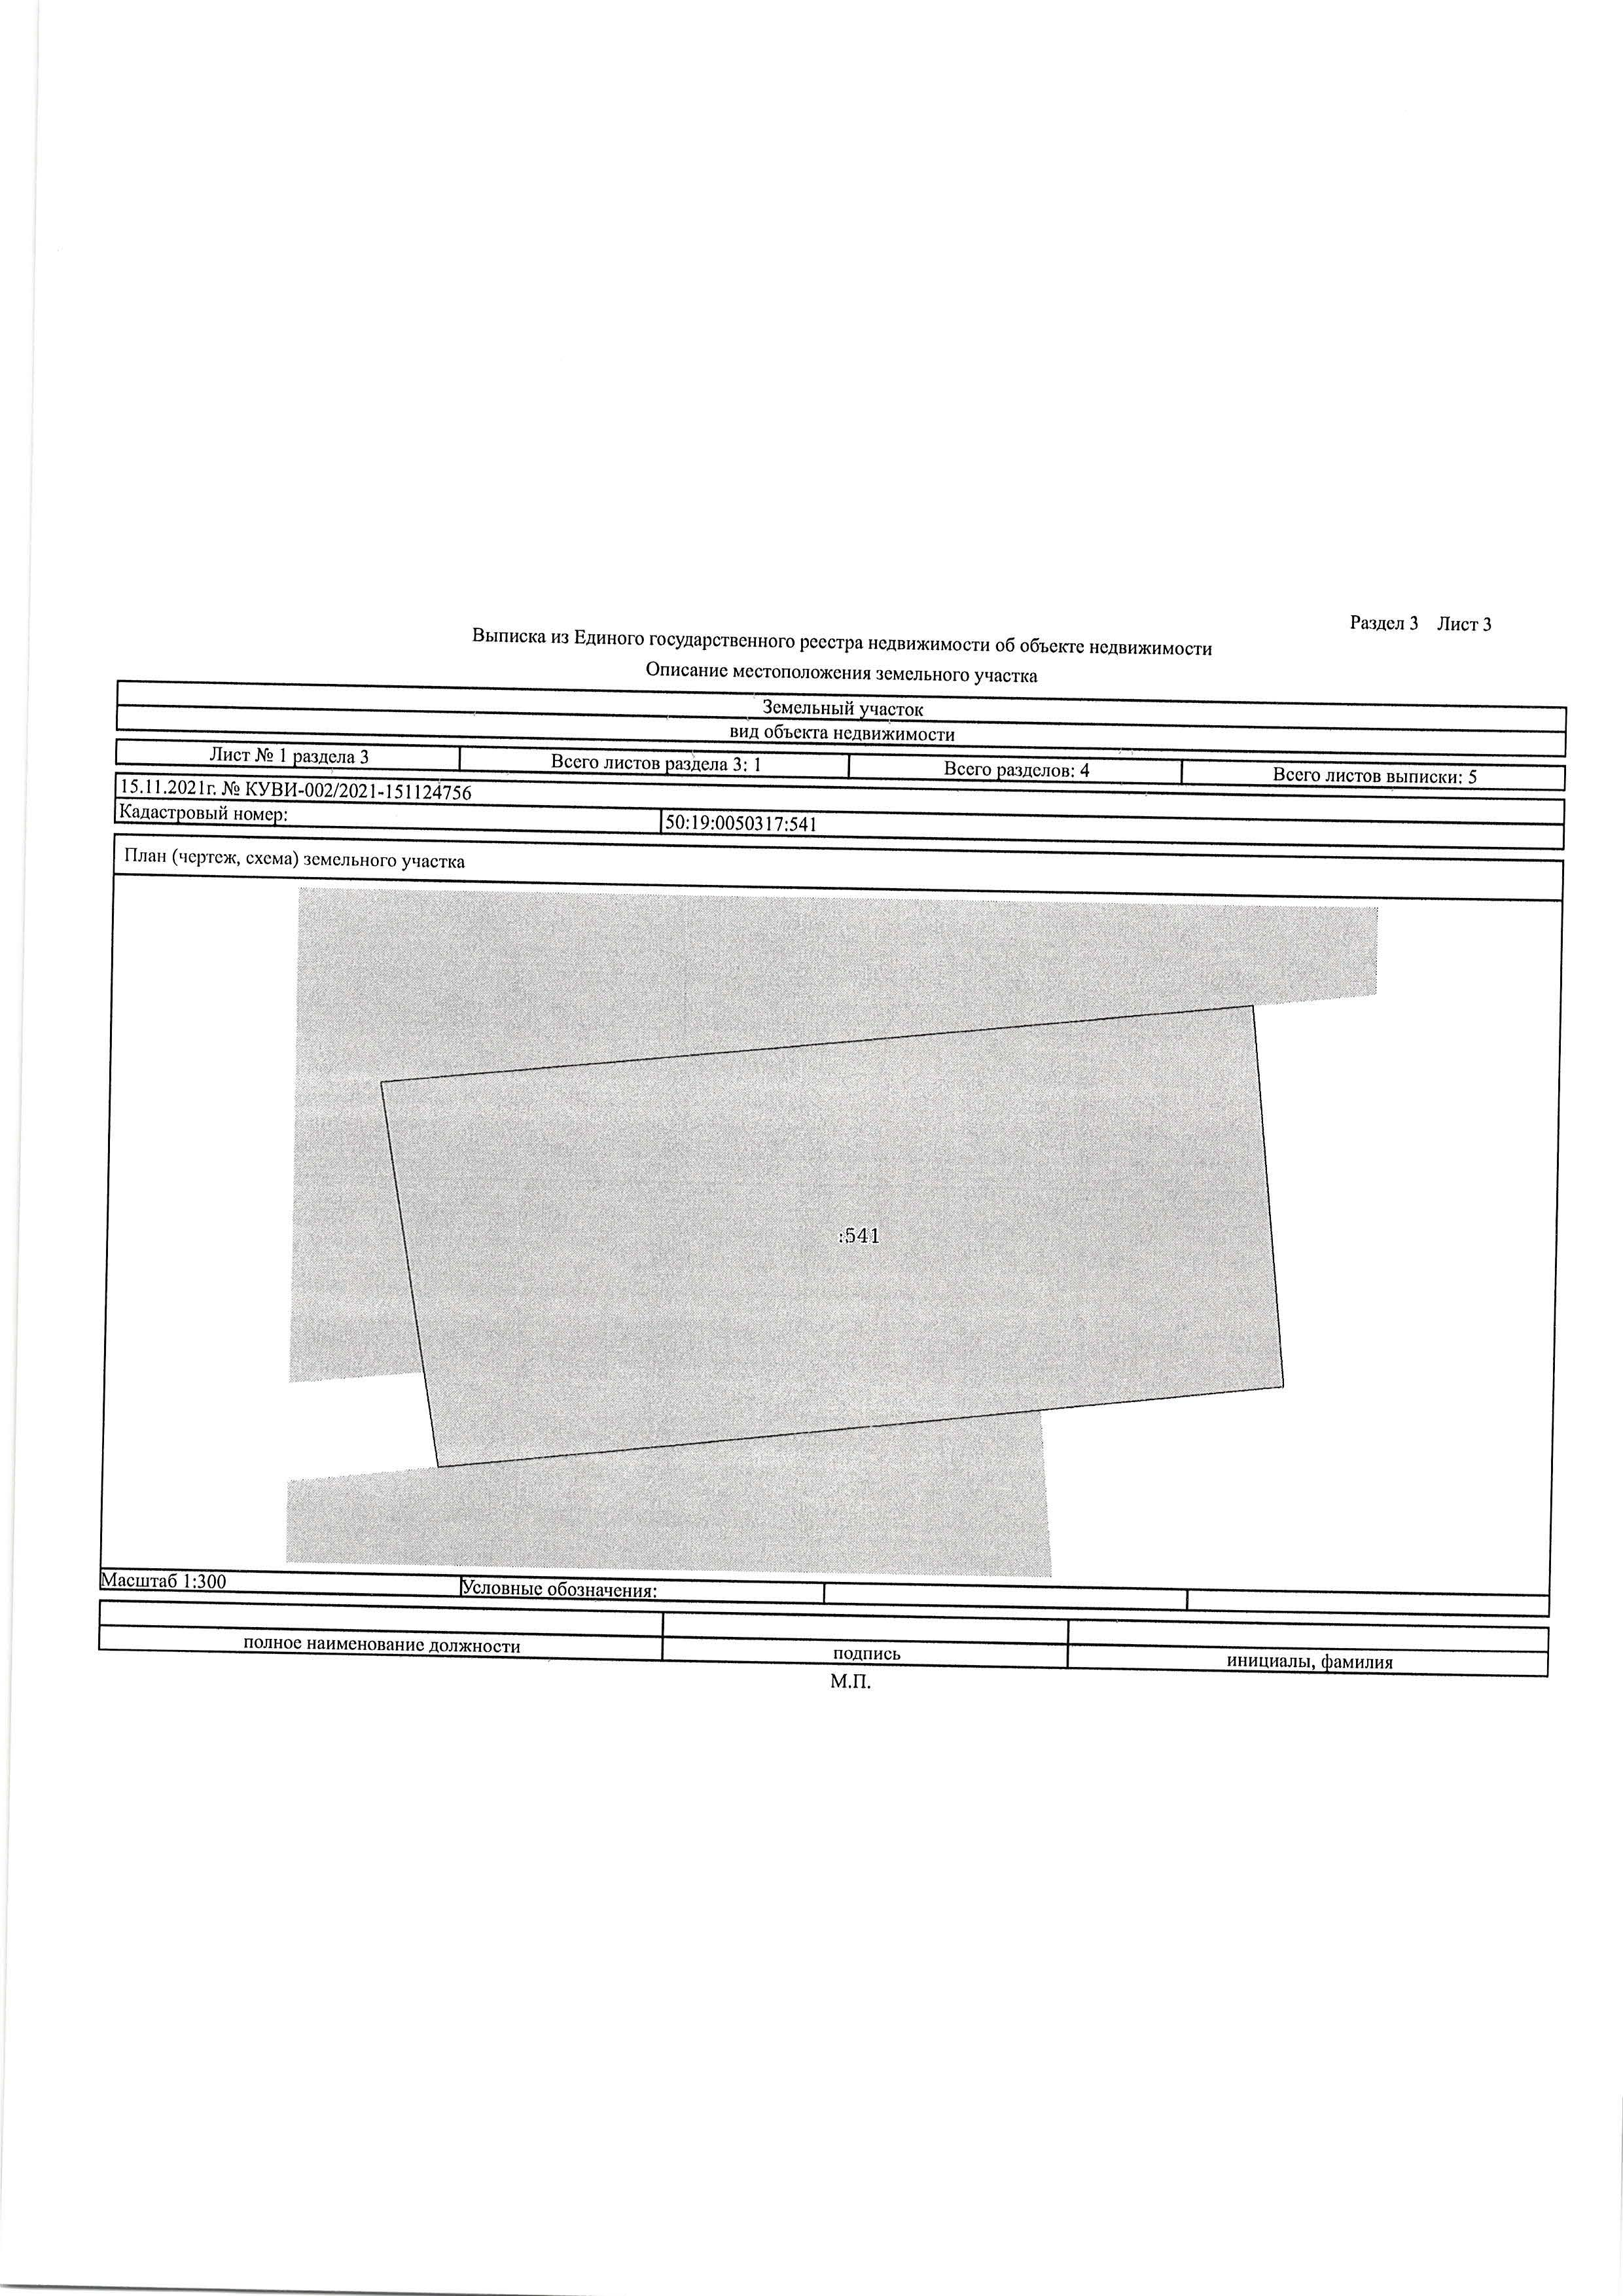 Раздел 3 Лист 3
Выписка из Единого государственного реестра недвижимости об объекте недвижимости
Описание местоположения земельного участка
Земельный участок
вид объекта недвижимости
Лист № 1 раздела 3 Всего листов раздела 3: 1 Всего разделов: 4 Всего листов выписки: 5
15.11.2021г. № КУВИ-002/2021-151124756
Кадастровый номер: 50:19:0050317:541
План (чертеж, схема) земельного участка
:541
Масштаб 1:300 Условные обозначения:
полное наименование должности подпись инициалы, фамилия
М.П.